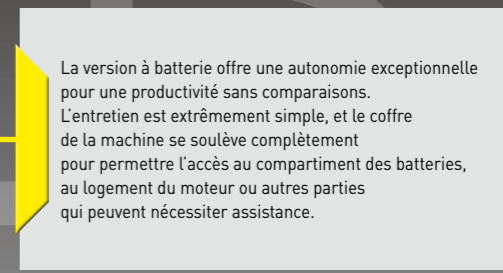 La version à batterie offre une autonomie exceptionnelle
pour une productivité sans comparaisons.
L'entretien est extrêmement simple, et le coffre
de la machine se soulève complètement
pour permettre l'accès au compartiment des batteries,
au logement du moteur ou autres parties
qui peuvent nécessiter assistance.